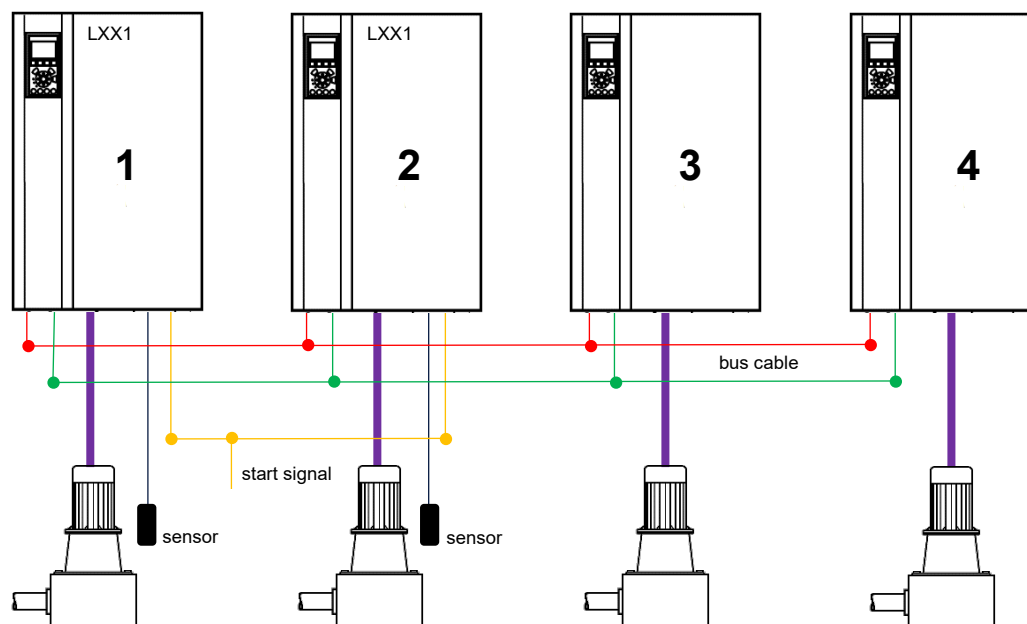 LXX1
LXX1
1
2
3
4
bus cable
start signal
sensor
sensor